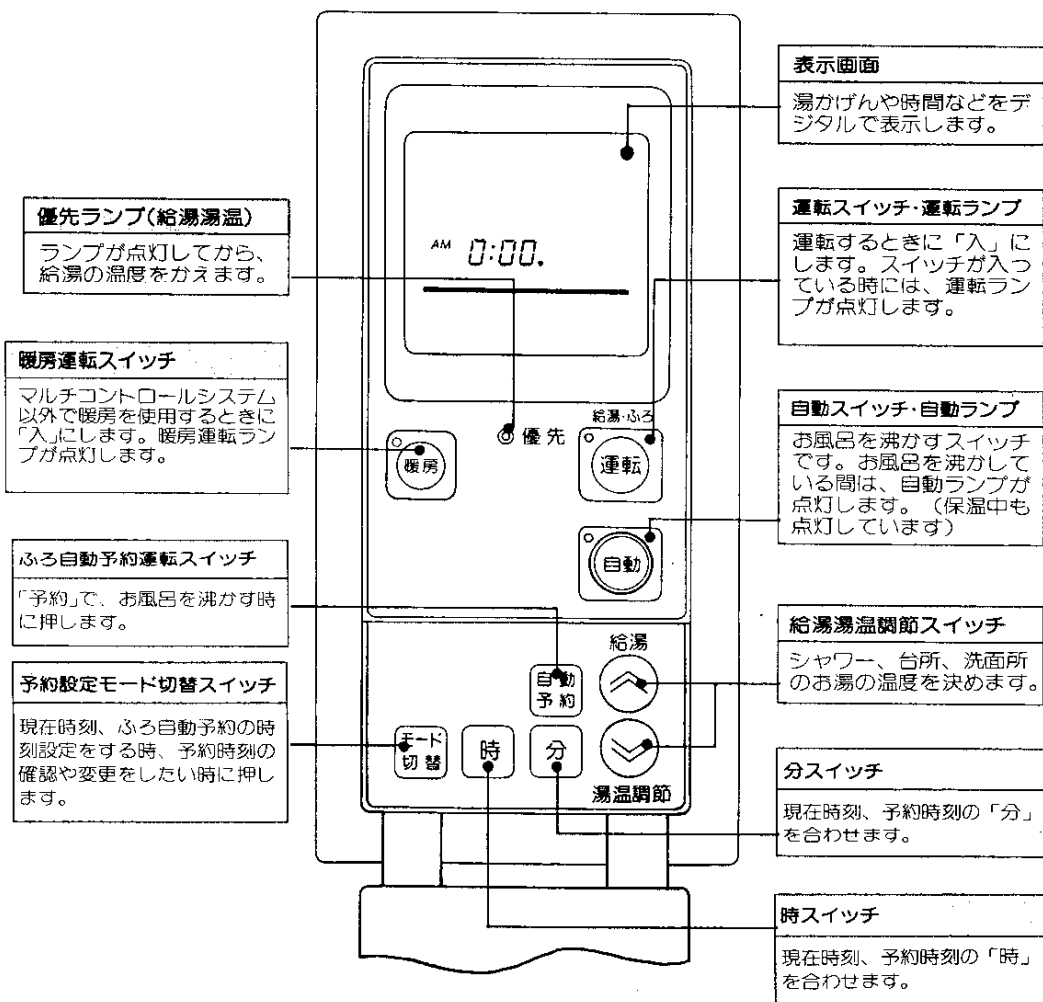 表示画面
湯かげんや時間などをデ
ジタルで表示します。
優先ランプ(給湯湯温)
ランプが点灯してから、
給湯の温度をかえます。
運転スイッチ・運転ランプ
運転するときに「入」に
します。スイッチが入っ
ている時には、運転ラン
プが点灯します。
暖房運転スイッチ
マルチコントロールシステム
以外で暖房を使用するときに
「入」にします。暖房運転ラン
プが点灯します。
自動スイッチ・自動ランプ
お風呂を沸かすスイッチ
です。お風呂を沸かして
いる間は、自動ランプが
点灯します。(保温中も
点灯しています)
ふろ自動予約運転スイッチ
「予約」で、お風呂を沸かす時
に押します。
給湯湯温調節スイッチ
シャワー、台所、洗面所
のお湯の温度を決めます。
予約設定モード切替スイッチ
現在時刻、ふろ自動予約の時
刻設定をする時、予約時刻の
確認や変更をしたい時に押し
ます。
分スイッチ
現在時刻、予約時刻の「分」
を合わせます。
時スイッチ
現在時刻、予約時刻の「時」
を合わせます。
AM 0:00.
優先
給湯・ふろ
暖房
運転
自動
給湯
自動
予約
モード
切替
時
分
湯温調節